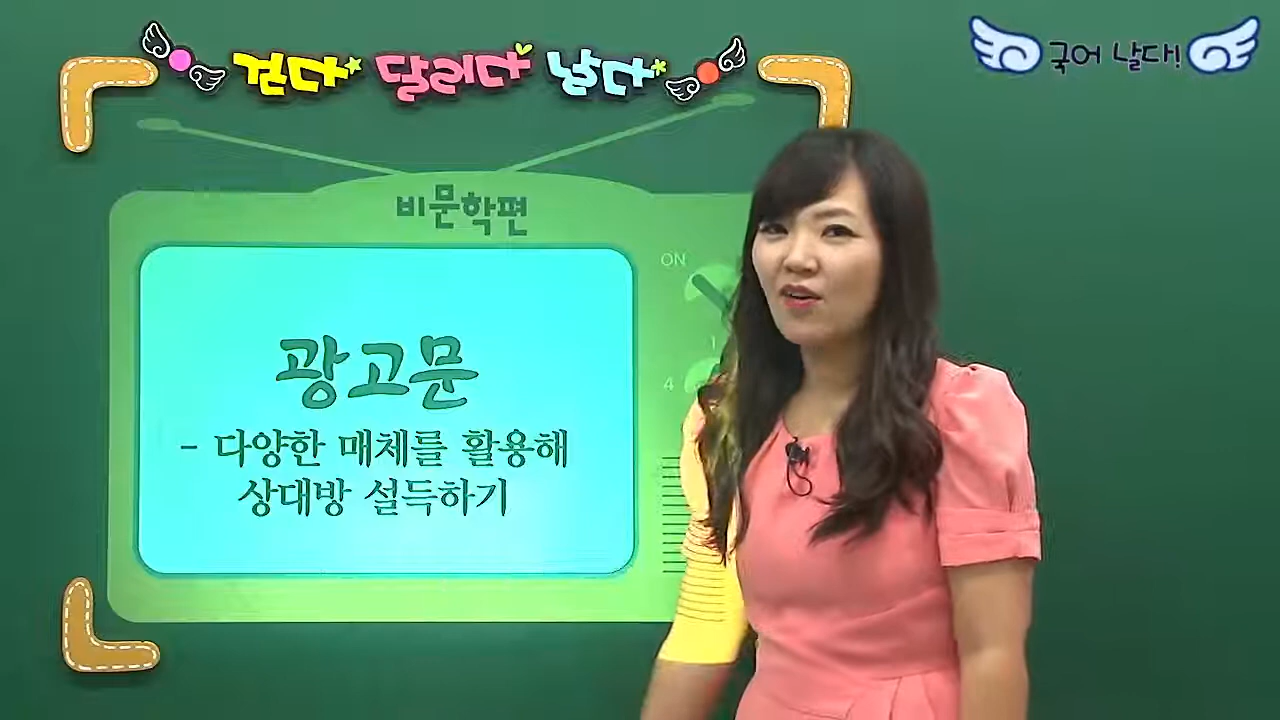 걷다 달리다 날다
국어 날다!
비문학편
ON
광고문
4
- 다양한 매체를 활용해
상대방 설득하기